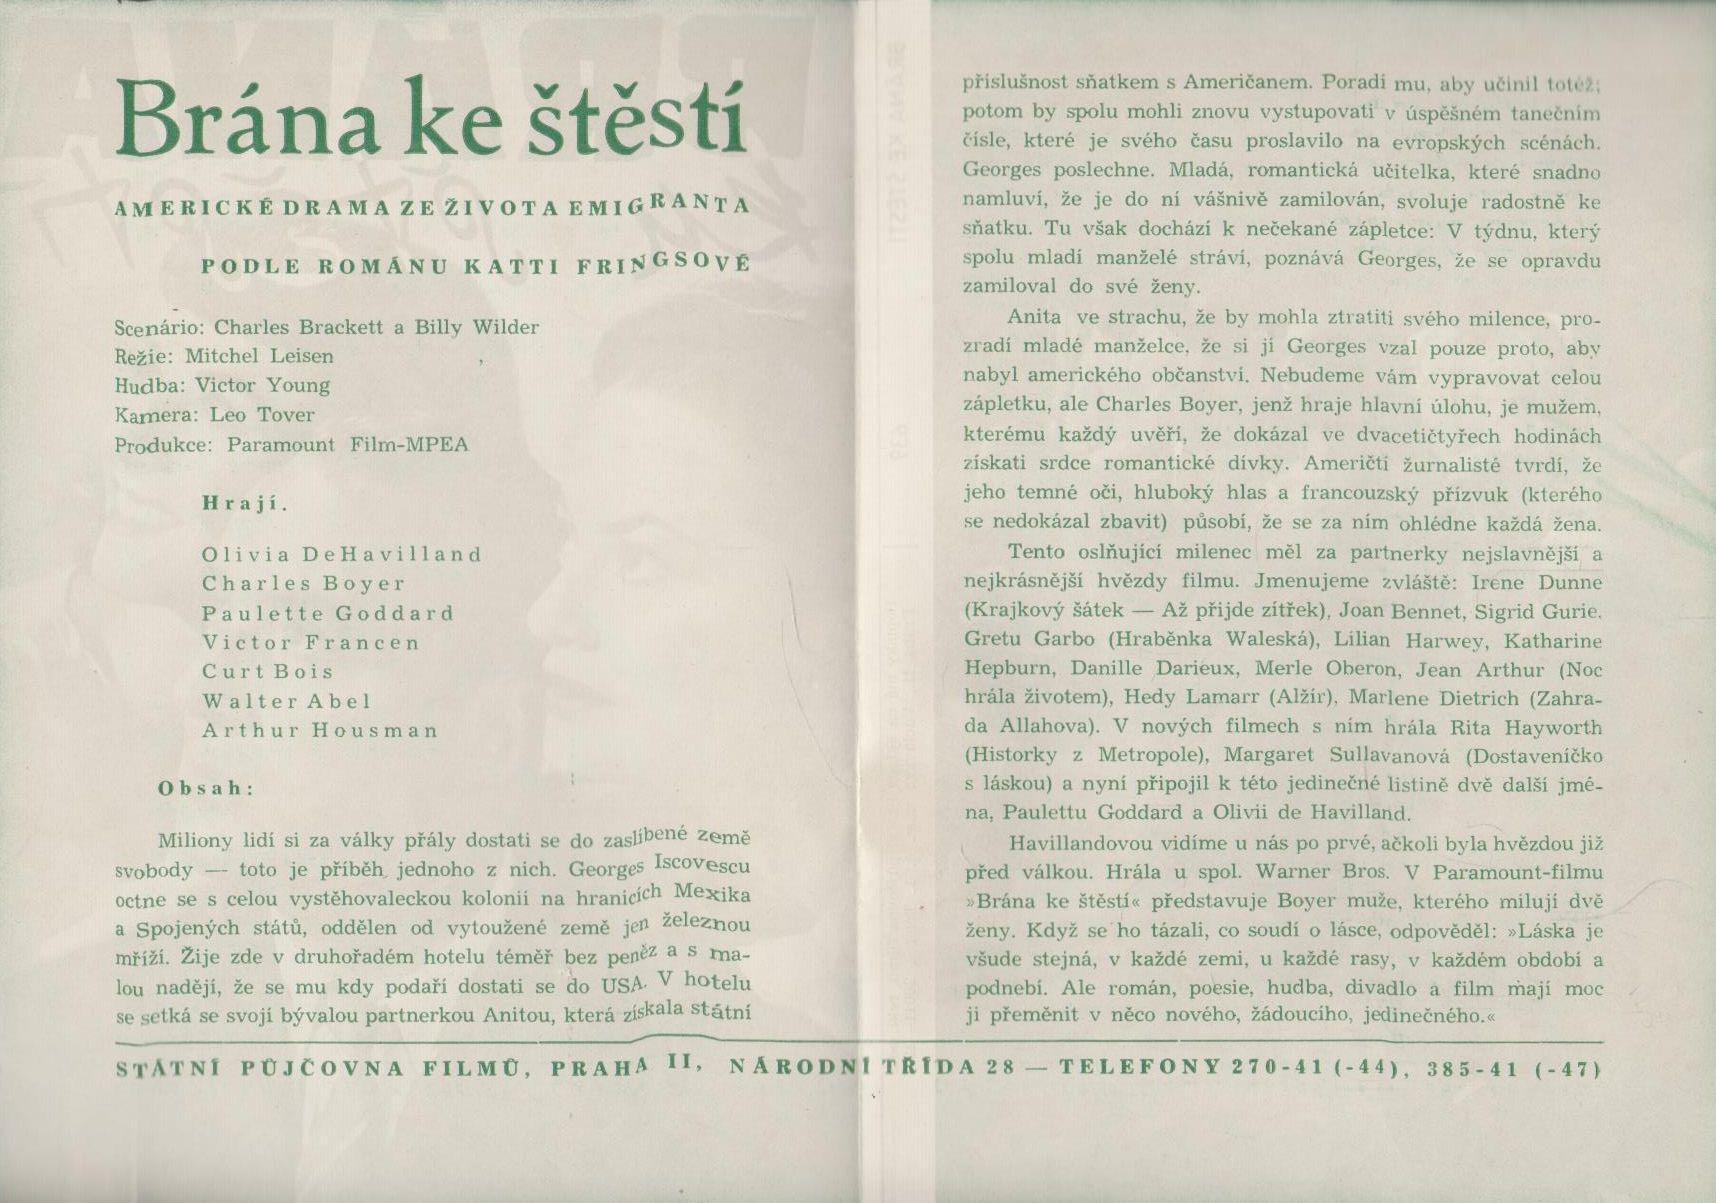 Brána ke štěstí
AMERICKÉ DRAMA ZE ŽIVOTA EMIGRANTA
PODLE ROMÁNU KATTI FRINGSOVÉ
Scenário: Charles Brackett a Billy Wilder
Režie: Mitchel Leisen
Hudba: Victor Young
Kamera: Leo Tover
Produkce: Paramount Film-MPEA
Hrají.
Olivia DeHavilland
Charles Boyer
Paulette Goddard
Victor Francen
Curt Bois
Walter Abel
Arthur Housman
Obsah:
Miliony lidí si za války přály dostati se do zaslíbené země
svobody — toto je příběh jednoho z nich. Georges Iscovescu
octne se s celou vystěhovaleckou kolonií na hranicích Mexika
a Spojených států, oddělen od vytoužené země jen železnou
mříží. Žije zde v druhořadém hotelu téměř bez peněz a s ma-
lou nadějí, že se mu kdy podaří dostati se do USA. V hotelu
se setká se svojí bývalou partnerkou Anitou, která získala státní
příslušnost sňatkem s Američanem. Poradí mu, aby učinil totéž;
potom by spolu mohli znovu vystupovati v úspěšném tanečním
čísle, které je svého času proslavilo na evropských scénách.
Georges poslechne. Mladá, romantická učitelka, které snadno
namluví, že je do ní vášnivě zamilován, svoluje radostně ke
sňatku. Tu však dochází k nečekané zápletce: V týdnu, který
spolu mladí manželé stráví, poznává Georges, že se opravdu
zamiloval do své ženy.
Anita ve strachu, že by mohla ztratiti svého milence, pro-
zradí mladé manželce, že si jí Georges vzal pouze proto, aby
nabyl amerického občanství. Nebudeme vám vypravovat celou
zápletku, ale Charles Boyer, jenž hraje hlavní úlohu, je mužem,
kterému každý uvěří, že dokázal ve dvacetičtyřech hodinách
získati srdce romantické dívky. Američtí žurnalisté tvrdí, že
jeho temné oči, hluboký hlas a francouzský přízvuk (kterého
se nedokázal zbavit) působí, že se za ním ohlédne každá žena.
Tento oslňující milenec měl za partnerky nejslavnější a
nejkrásnější hvězdy filmu. Jmenujeme zvláště: Irene Dunne
(Krajkový šátek — Až přijde zítřek), Joan Bennet, Sigrid Gurie,
Gretu Garbo (Hraběnka Waleská), Lilian Harwey, Katharine
Hepburn, Danille Darieux, Merle Oberon, Jean Arthur (Noc
hrála životem), Hedy Lamarr (Alžír), Marlene Dietrich (Zahra-
da Allahova). V nových filmech s ním hrála Rita Hayworth
(Historky z Metropole), Margaret Sullavanová (Dostaveníčko
s láskou) a nyní připojil k této jedinečné listině dvě další jmé-
na, Paulettu Goddard a Olivii de Havilland.
Havillandovou vidíme u nás po prvé, ačkoli byla hvězdou již
před válkou. Hrála u spol. Warner Bros. V Paramount-filmu
»Brána ke štěstí« představuje Boyer muže, kterého milují dvě
ženy. Když se ho tázali, co soudí o lásce, odpověděl: »Láska je
všude stejná, v každé zemi, u každé rasy, v každém období a
podnebí. Ale román, poesie, hudba, divadlo a film mají moc
ji přeměnit v něco nového, žádoucího, jedinečného.«
STÁTNÍ PŮJČOVNA FILMŮ, PRAHA II, NÁRODNÍ TŘÍDA 28 — TELEFONY 270-41 (-44), 385-41 (-47)